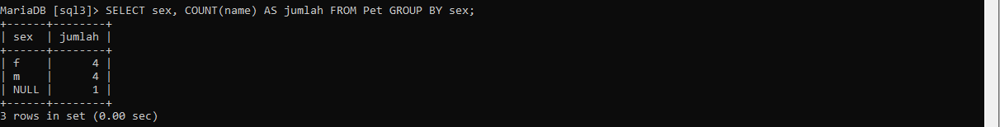 MariaDB [sql3]> SELECT sex, COUNT(name) AS jumlah FROM Pet GROUP BY sex;
+------+--------+
| sex  | jumlah |
+------+--------+
| f    |      4 |
| m    |      4 |
| NULL |      1 |
+------+--------+
3 rows in set (0.00 sec)